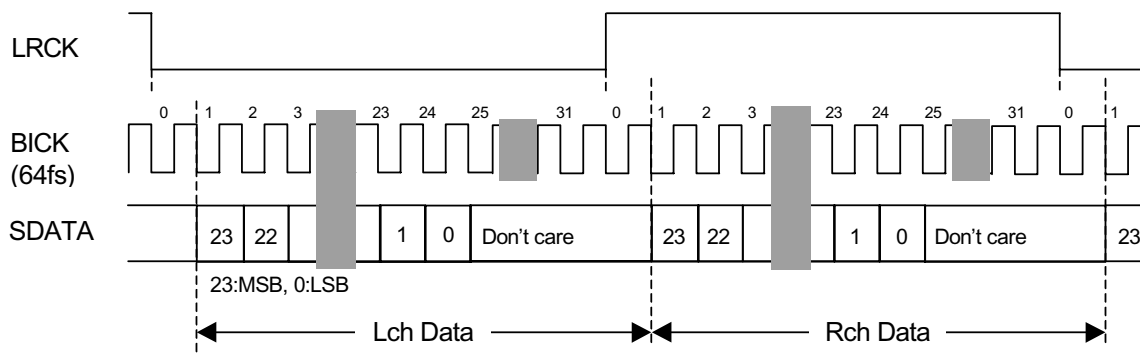 LRCK
0 1 2 3 23 24 25 31 0 1 2 3 23 24 25 31 0 1
BICK
(64fs)
SDATA 23 22 1 0 Don't care 23 22 1 0 Don't care 23
23:MSB, 0:LSB
Lch Data Rch Data